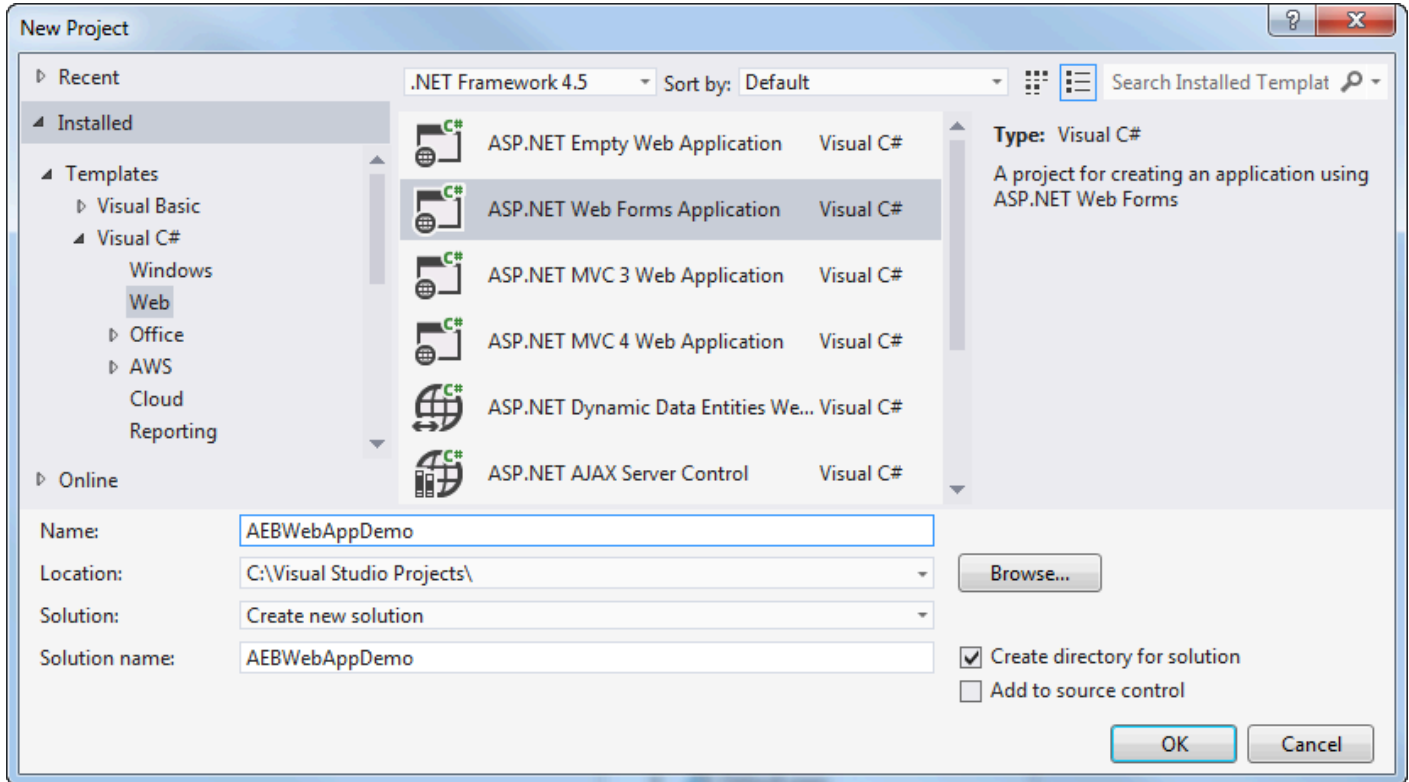 New Project
Recent
Installed
Templates
Visual Basic
Visual C#
Windows
Web
Office
AWS
Cloud
Reporting
Online
.NET Framework 4.5 Sort by: Default Search Installed Templat
C# ASP.NET Empty Web Application Visual C#
C# ASP.NET Web Forms Application Visual C#
C# ASP.NET MVC 3 Web Application Visual C#
C# ASP.NET MVC 4 Web Application Visual C#
C# ASP.NET Dynamic Data Entities We... Visual C#
C# ASP.NET AJAX Server Control Visual C#
Type: Visual C#
A project for creating an application using
ASP.NET Web Forms
Name: AEBWebAppDemo
Location: C:\Visual Studio Projects\ Browse...
Solution: Create new solution
Solution name: AEBWebAppDemo
Create directory for solution
Add to source control
OK Cancel